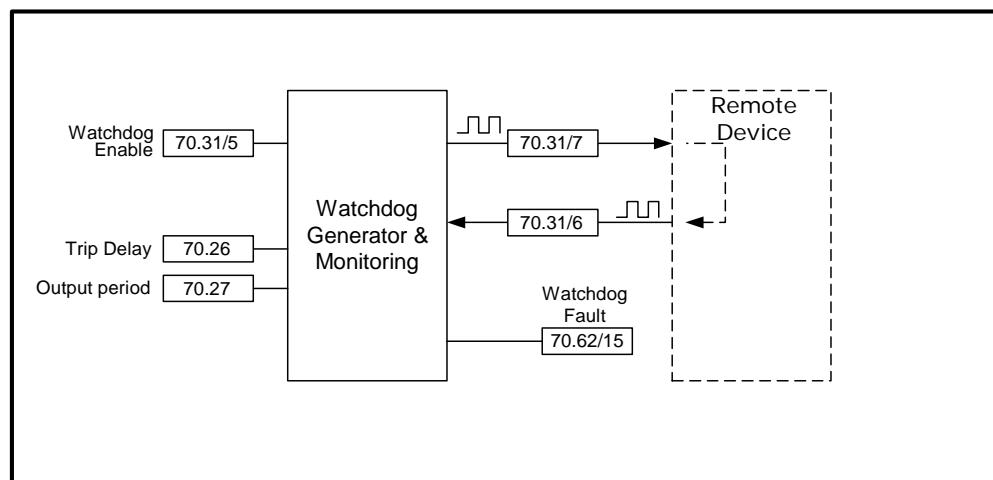 Watchdog
Enable
70.31/5
Trip Delay
70.26
Output period
70.27
Watchdog
Generator &
Monitoring
70.31/7
70.31/6
Watchdog
Fault
70.62/15
Remote
Device